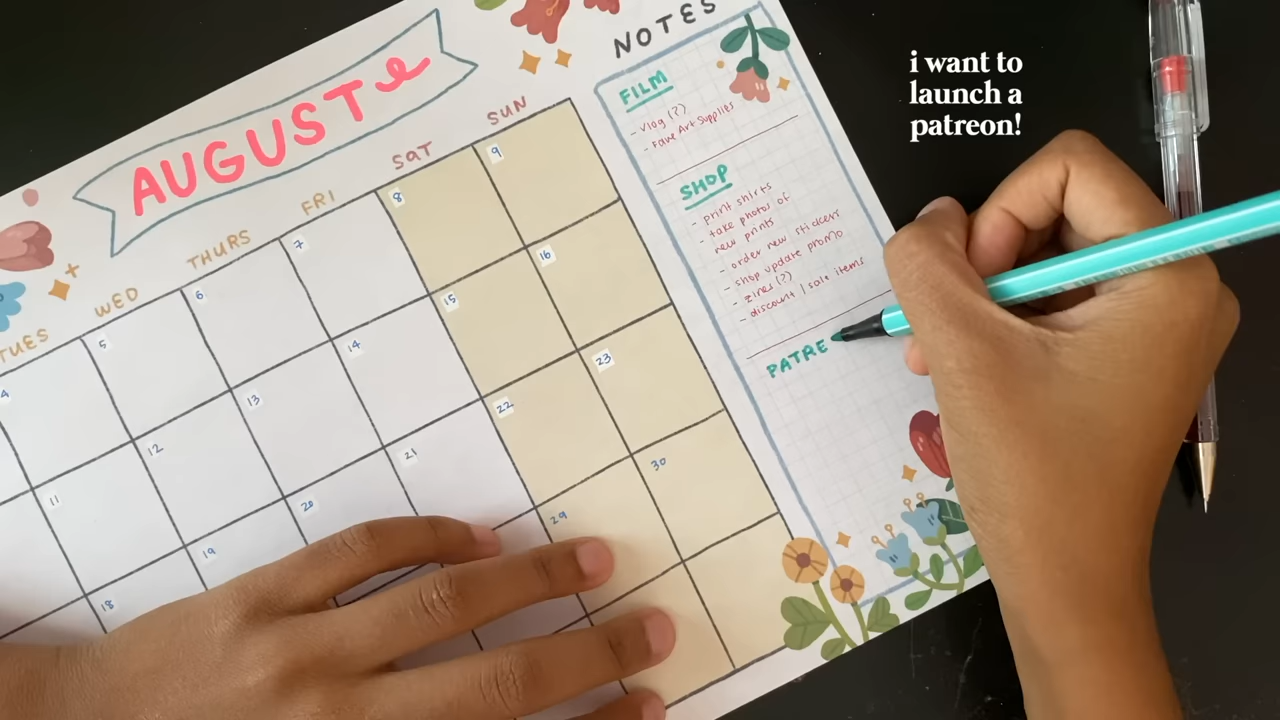 AUGUST
TUES WED THURS FRI SAT SUN
4 5 6 7 8 9
11 12 13 14 15 16
18 19 20 21 22 23
29 30
NOTES
FILM
- vlog (?)
- fave Art Supplies
SHOP
- print shirts
- take photos of
new prints
- order new stickers
- shop update promo
- zines (?)
- discount / sale items
PATRE
i want to
launch a
patreon!